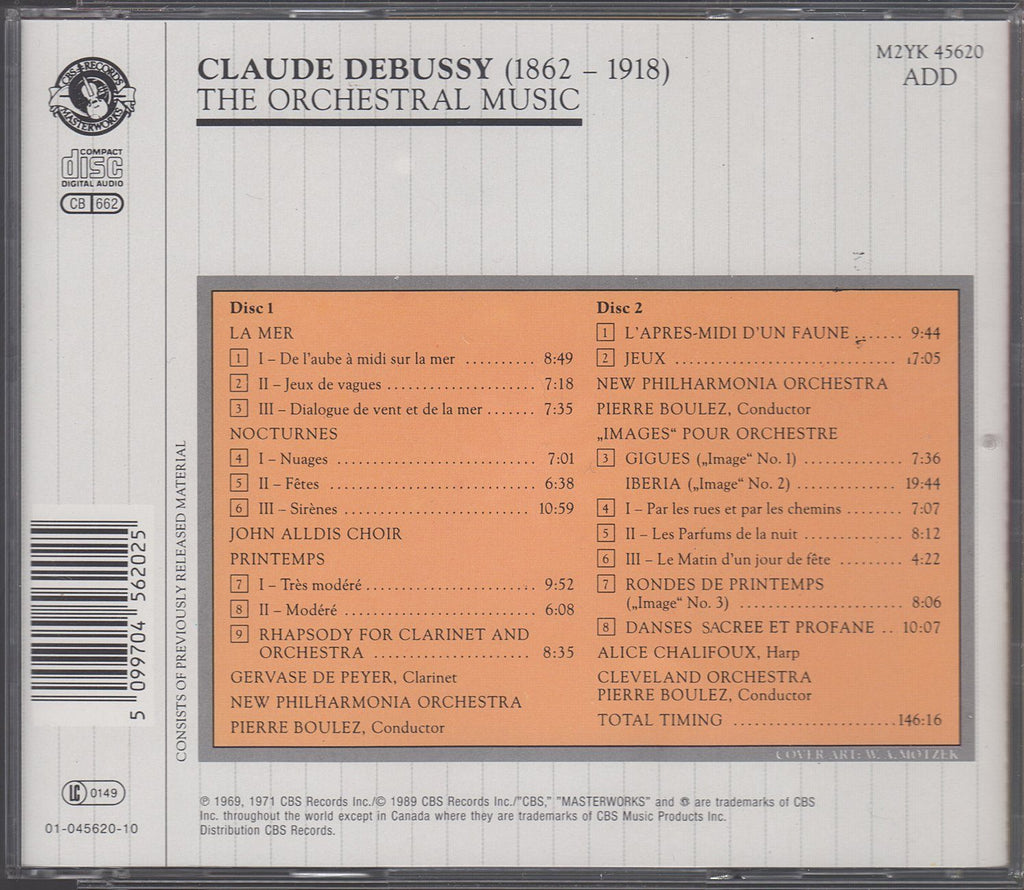 CBS RECORDS
MASTERWORKS
COMPACT
disc
DIGITAL AUDIO
CB 662
CLAUDE DEBUSSY (1862 – 1918)
THE ORCHESTRAL MUSIC
M2YK 45620
ADD
Disc 1
LA MER
1 I – De l'aube à midi sur la mer .......... 8:49
2 II – Jeux de vagues .......... 7:18
3 III – Dialogue de vent et de la mer ....... 7:35
NOCTURNES
4 I – Nuages .......... 7:01
5 II – Fêtes .......... 6:38
6 III – Sirènes .......... 10:59
JOHN ALLDIS CHOIR
PRINTEMPS
7 I – Très modéré .......... 9:52
8 II – Modéré .......... 6:08
9 RHAPSODY FOR CLARINET AND
ORCHESTRA .......... 8:35
GERVASE DE PEYER, Clarinet
NEW PHILHARMONIA ORCHESTRA
PIERRE BOULEZ, Conductor
Disc 2
1 L'APRES-MIDI D'UN FAUNE ....... 9:44
2 JEUX .......... 17:05
NEW PHILHARMONIA ORCHESTRA
PIERRE BOULEZ, Conductor
„IMAGES“ POUR ORCHESTRE
3 GIGUES („Image“ No. 1) .......... 7:36
IBERIA („Image“ No. 2) .......... 19:44
4 I – Par les rues et par les chemins ........ 7:07
5 II – Les Parfums de la nuit .......... 8:12
6 III – Le Matin d'un jour de fête ......... 4:22
7 RONDES DE PRINTEMPS
(„Image“ No. 3) .......... 8:06
8 DANSES SACREE ET PROFANE .. 10:07
ALICE CHALIFOUX, Harp
CLEVELAND ORCHESTRA
PIERRE BOULEZ, Conductor
TOTAL TIMING .......... 146:16
COVER ART: W. A. MOTZEK
CONSISTS OF PREVIOUSLY RELEASED MATERIAL
5 099704 562025
LC 0149
01-045620-10
℗ 1969, 1971 CBS Records Inc./© 1989 CBS Records Inc./"CBS," "MASTERWORKS" and are trademarks of CBS
Inc. throughout the world except in Canada where they are trademarks of CBS Music Products Inc.
Distribution CBS Records.